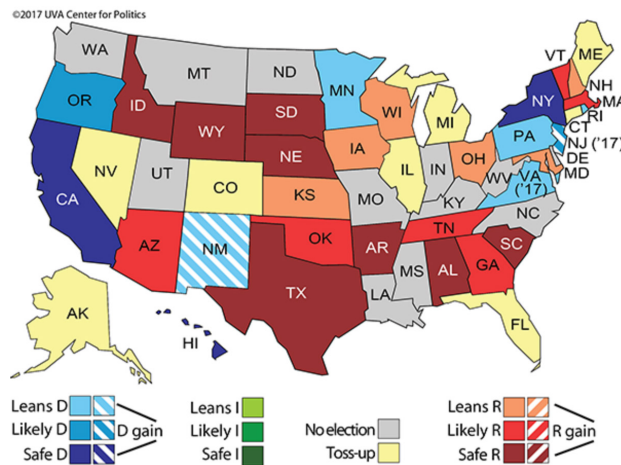 ©2017 UVA Center for Politics
WA
MT
ND
MN
VT
ME
NH
MA
OR
ID
SD
WI
NY
RI
WY
MI
CT
PA
NJ ('17)
NV
NE
IA
OH
DE
IL
IN
MD
UT
CO
WV
VA
('17)
CA
KS
MO
KY
NC
TN
AZ
NM
OK
AR
SC
MS
AL
GA
TX
LA
AK
FL
HI
Leans D
Likely D
Safe D
D gain
Leans I
Likely I
Safe I
No election
Toss-up
Leans R
Likely R
Safe R
R gain